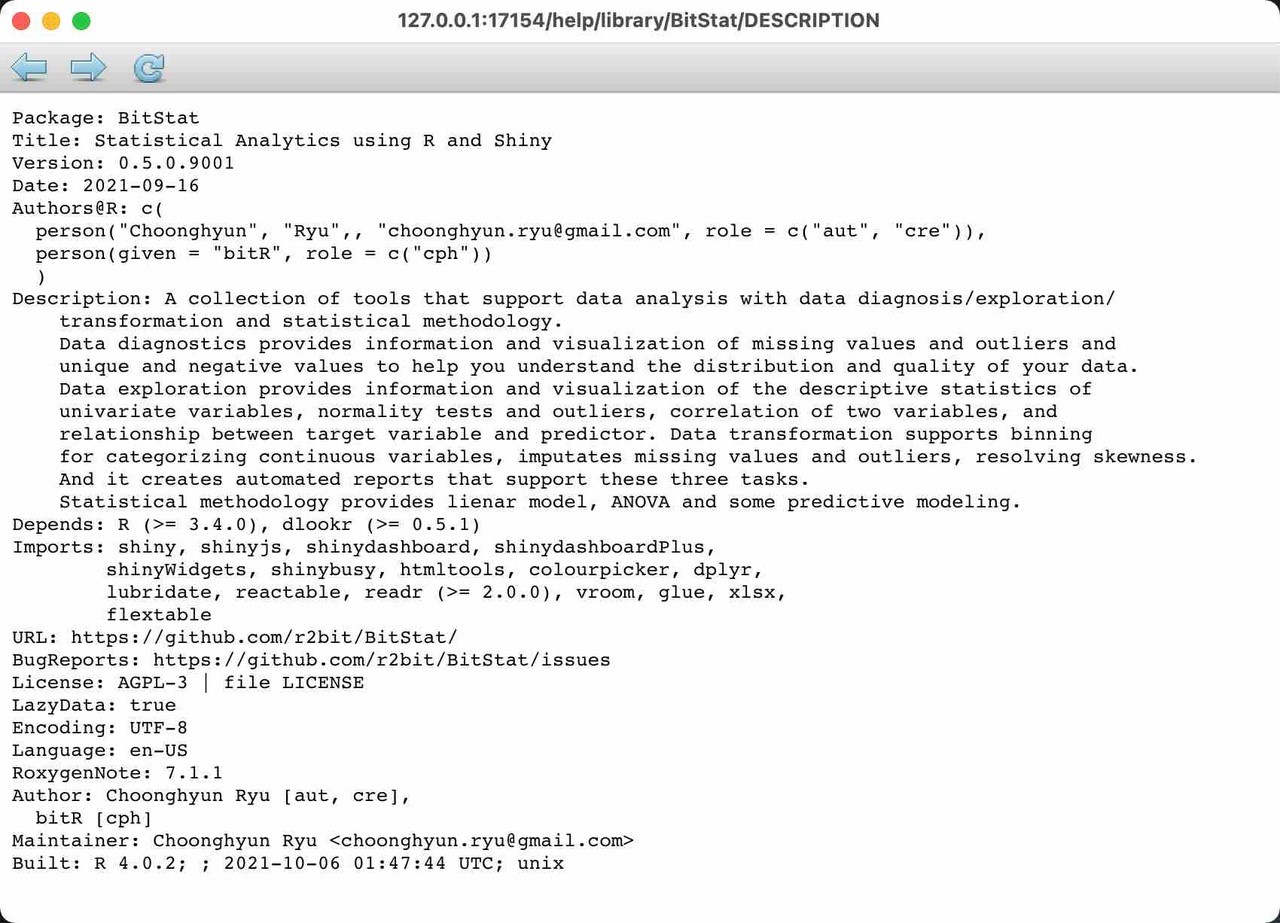 127.0.0.1:17154/help/library/BitStat/DESCRIPTION
Package: BitStat
Title: Statistical Analytics using R and Shiny
Version: 0.5.0.9001
Date: 2021-09-16
Authors@R: c(
  person("Choonghyun", "Ryu",, "choonghyun.ryu@gmail.com", role = c("aut", "cre")),
  person(given = "bitR", role = c("cph"))
  )
Description: A collection of tools that support data analysis with data diagnosis/exploration/
    transformation and statistical methodology.
    Data diagnostics provides information and visualization of missing values and outliers and
    unique and negative values to help you understand the distribution and quality of your data.
    Data exploration provides information and visualization of the descriptive statistics of
    univariate variables, normality tests and outliers, correlation of two variables, and
    relationship between target variable and predictor. Data transformation supports binning
    for categorizing continuous variables, imputates missing values and outliers, resolving skewness.
    And it creates automated reports that support these three tasks.
    Statistical methodology provides lienar model, ANOVA and some predictive modeling.
Depends: R (>= 3.4.0), dlookr (>= 0.5.1)
Imports: shiny, shinyjs, shinydashboard, shinydashboardPlus,
        shinyWidgets, shinybusy, htmltools, colourpicker, dplyr,
        lubridate, reactable, readr (>= 2.0.0), vroom, glue, xlsx,
        flextable
URL: https://github.com/r2bit/BitStat/
BugReports: https://github.com/r2bit/BitStat/issues
License: AGPL-3 | file LICENSE
LazyData: true
Encoding: UTF-8
Language: en-US
RoxygenNote: 7.1.1
Author: Choonghyun Ryu [aut, cre],
  bitR [cph]
Maintainer: Choonghyun Ryu <choonghyun.ryu@gmail.com>
Built: R 4.0.2; ; 2021-10-06 01:47:44 UTC; unix